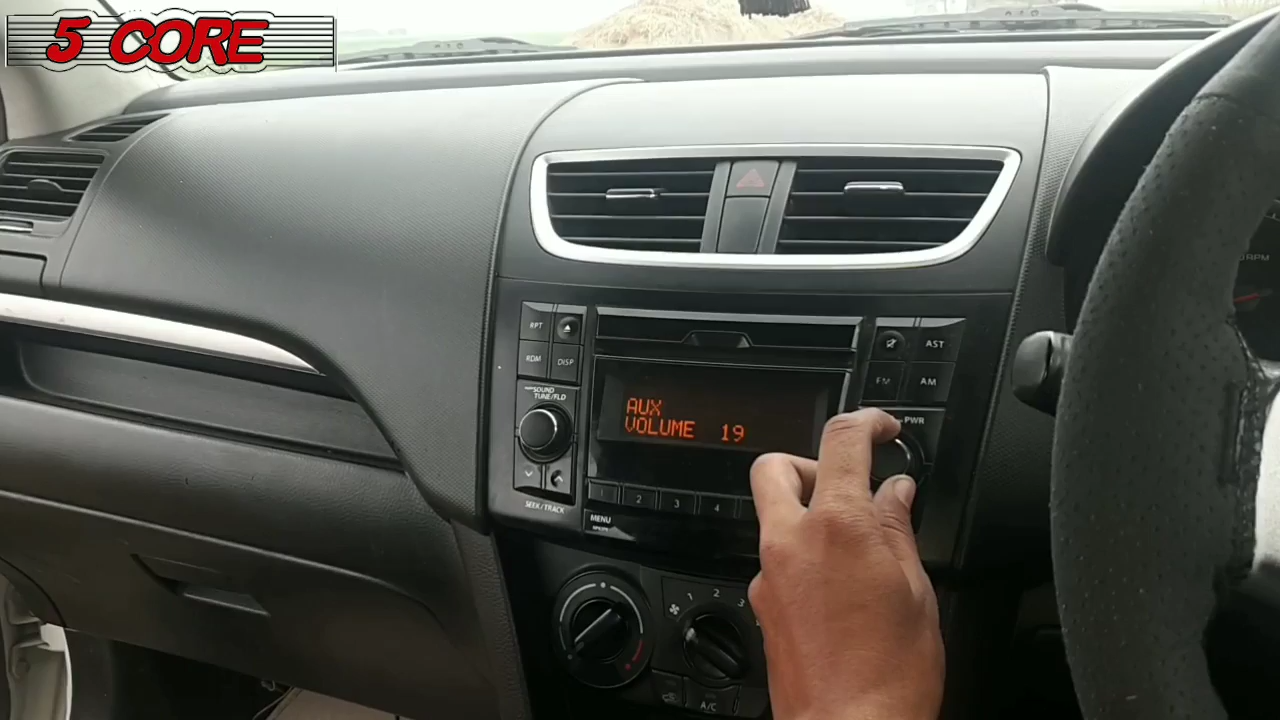 5 CORE
RPM
RPT
AST
RDM
DISP
FM
AM
SOUND
TUNE/FLD
PWR
AUX
VOLUME 19
2
3
4
SEEK/TRACK
MENU
1
2
3
A/C